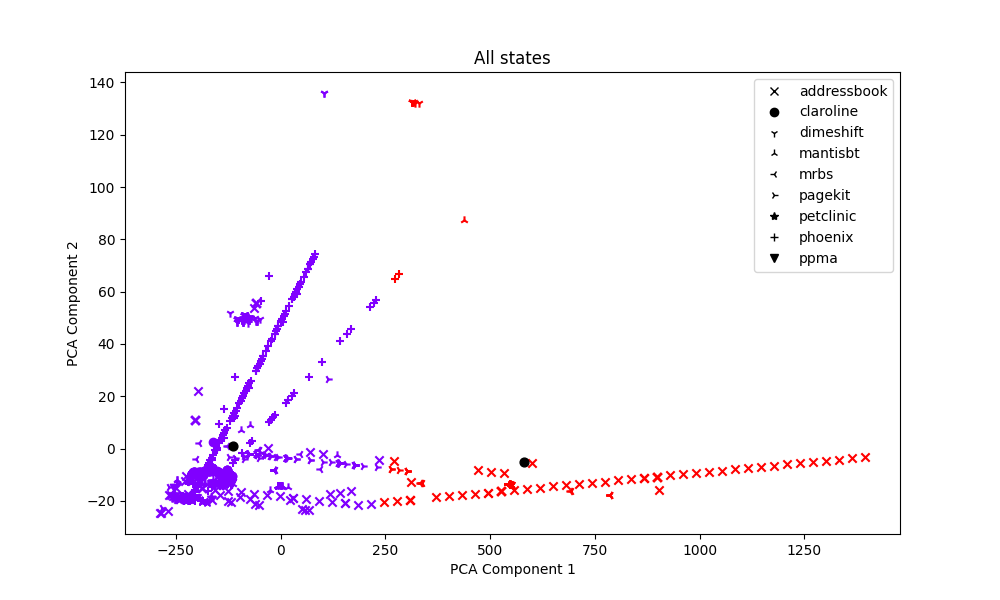 All states
140
120
100
80
60
40
20
0
−20
PCA Component 2
−250
0
250
500
750
1000
1250
PCA Component 1
addressbook
claroline
dimeshift
mantisbt
mrbs
pagekit
petclinic
phoenix
ppma